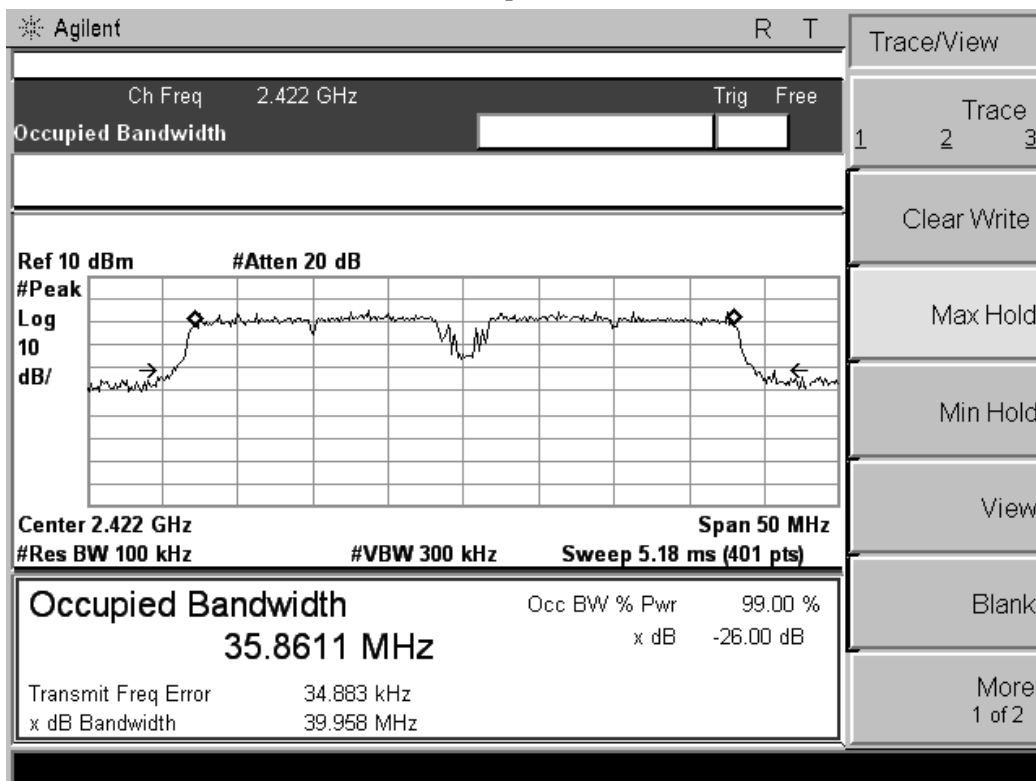 Agilent R T
Trace/View
Ch Freq 2.422 GHz Trig Free
Occupied Bandwidth
Trace
1 2 3
Clear Write
Ref 10 dBm #Atten 20 dB
#Peak
Log
10
dB/
Max Hold
Min Hold
View
Center 2.422 GHz Span 50 MHz
#Res BW 100 kHz #VBW 300 kHz Sweep 5.18 ms (401 pts)
Occupied Bandwidth
35.8611 MHz
Occ BW % Pwr 99.00 %
x dB -26.00 dB
Transmit Freq Error 34.883 kHz
x dB Bandwidth 39.958 MHz
Blank
More
1 of 2